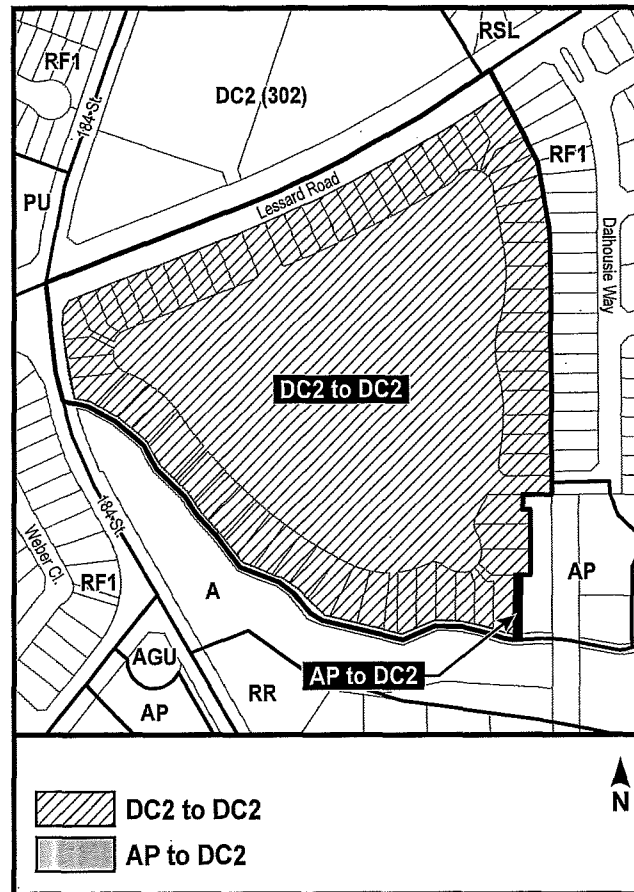 RF1
184 St.
DC2 (302)
RSL
RF1
PU
Lessard Road
Dalhousie Way
DC2 to DC2
184 St.
Weber Cl.
RF1
A
AP
AGU
AP to DC2
AP
RR
DC2 to DC2
AP to DC2
N